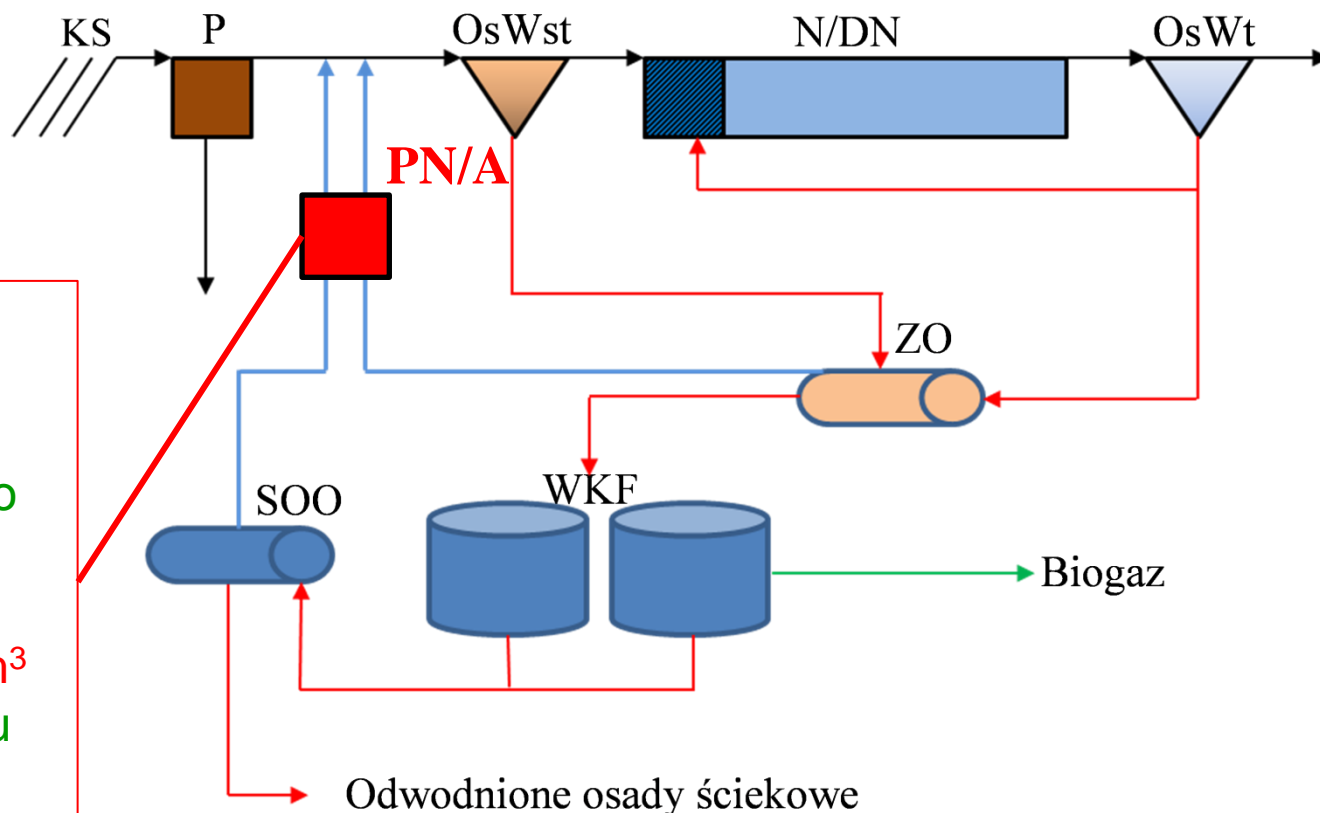 KS
P
OsWst
N/DN
OsWt
PN/A
ZO
WKF
SOO
Biogaz
Odwodnione osady ściekowe